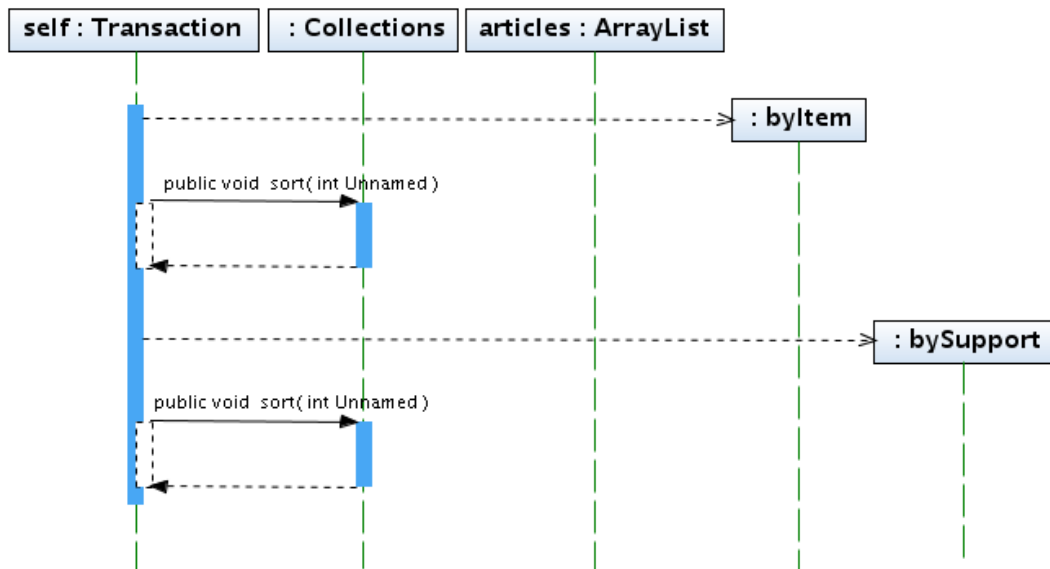 self : Transaction
: Collections
articles : ArrayList
: byItem
public void sort( int Unnamed )
: bySupport
public void sort( int Unnamed )